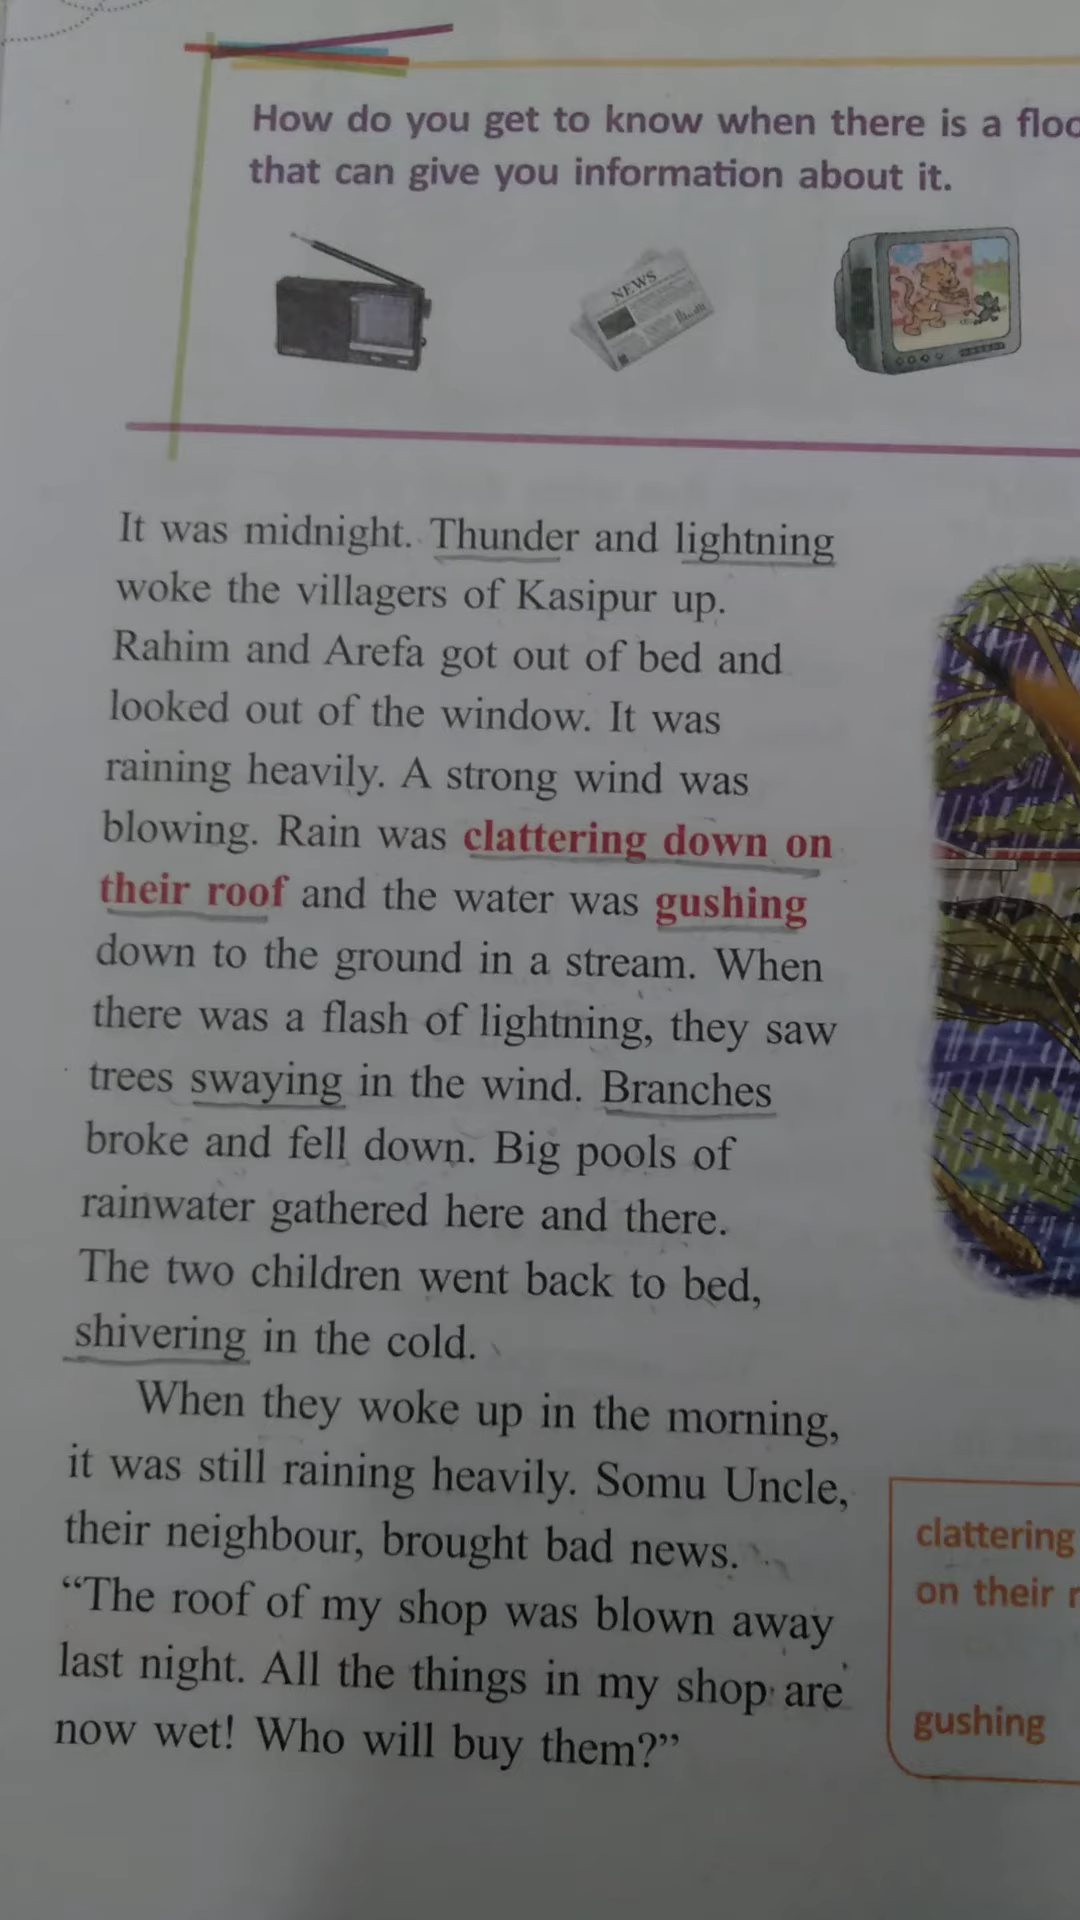 How do you get to know when there is a
that can give you information about it.
NEWS
It was midnight. Thunder and lightning
woke the villagers of Kasipur up.
Rahim and Arefa got out of bed and
looked out of the window. It was
raining heavily. A strong wind was
blowing. Rain was clattering down on
their roof and the water was gushing
down to the ground in a stream. When
there was a flash of lightning, they saw
trees swaying in the wind. Branches
broke and fell down. Big pools of
rainwater gathered here and there.
The two children went back to bed,
shivering in the cold.
When they woke up in the morning,
it was still raining heavily. Somu Uncle,
their neighbour, brought bad news.
“The roof of my shop was blown away
last night. All the things in my shop are
now wet! Who will buy them?”
clattering
on their
gushing